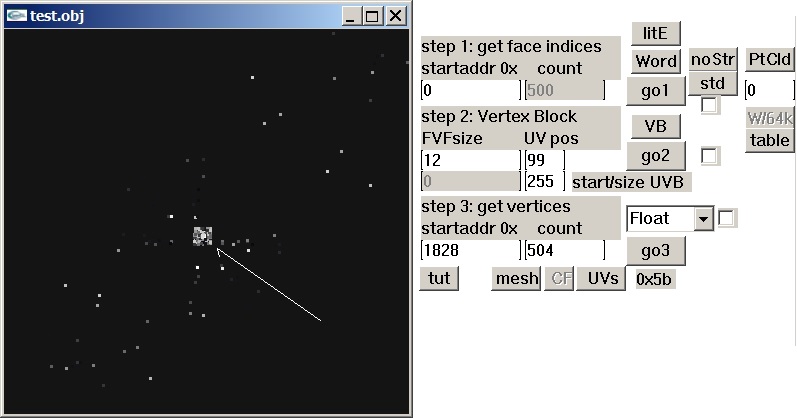 test.obj
litE
step 1: get face indices
noStr
PtCld
startaddr 0x count
Word
std
0
500
go1
0
step 2: Vertex Block
VB
W/64k
FVFsize
UV pos
table
12
99
go2
0
255
start/size UVB
step 3: get vertices
Float
startaddr 0x count
1828
504
go3
tut
mesh
CF
UVs
0x5b